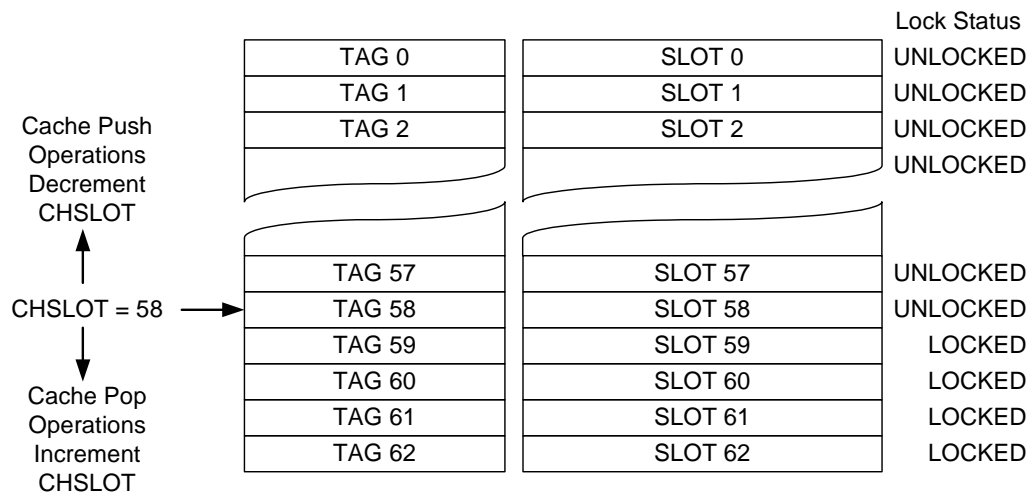 Lock Status
TAG 0 SLOT 0 UNLOCKED
TAG 1 SLOT 1 UNLOCKED
TAG 2 SLOT 2 UNLOCKED
UNLOCKED
Cache Push
Operations
Decrement
CHSLOT
TAG 57 SLOT 57 UNLOCKED
CHSLOT = 58 TAG 58 SLOT 58 UNLOCKED
TAG 59 SLOT 59 LOCKED
TAG 60 SLOT 60 LOCKED
TAG 61 SLOT 61 LOCKED
TAG 62 SLOT 62 LOCKED
Cache Pop
Operations
Increment
CHSLOT